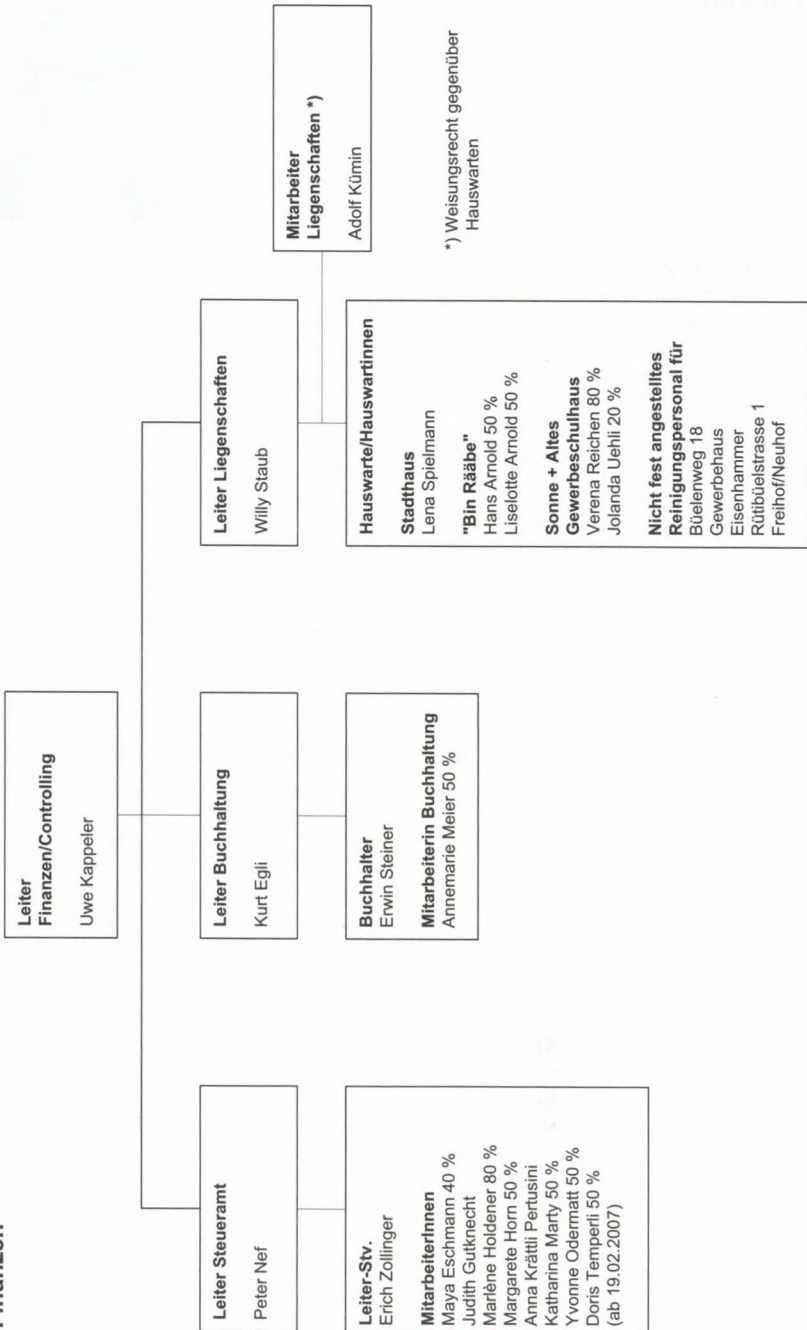 Finanzen
Leiter
Finanzen/Controlling
Uwe Kappeler
Leiter Steueramt
Peter Nef
Leiter-Stv.
Erich Zollinger
MitarbeiterInnen
Maya Eschmann 40 %
Judith Gutknecht
Marlène Holdener 80 %
Margarete Horn 50 %
Anna Krättli Pertusini
Katharina Marty 50 %
Yvonne Odermatt 50 %
Doris Temperli 50 %
(ab 19.02.2007)
Leiter Buchhaltung
Kurt Egli
Buchhalter
Erwin Steiner
Mitarbeiterin Buchhaltung
Annemarie Meier 50 %
Leiter Liegenschaften
Willy Staub
Mitarbeiter
Liegenschaften *)
Adolf Kümin
Hauswarte/Hauswartinnen
Stadthaus
Lena Spielmann
"Bin Rääbe"
Hans Arnold 50 %
Liselotte Arnold 50 %
Sonne + Altes
Gewerbeschulhaus
Verena Reichen 80 %
Jolanda Uehli 20 %
Nicht fest angestelltes
Reinigungspersonal für
Büelenweg 18
Gewerbehaus
Eisenhammer
Rütibüelstrasse 1
Freihof/Neuhof
*) Weisungsrecht gegenüber
Hauswarten